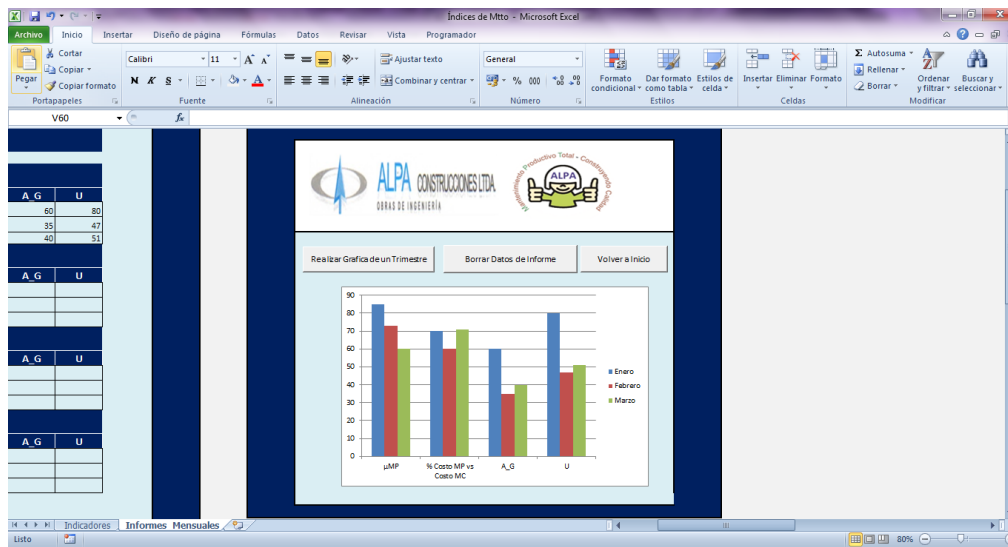 Índices de Mtto - Microsoft Excel
Archivo Inicio Insertar Diseño de página Fórmulas Datos Revisar Vista Programador
Pegar
Cortar
Copiar
Copiar formato
Portapapeles
Calibri 11 A A
N K S A
Fuente
Ajustar texto
Combinar y centrar
Alineación
General
% 000
Número
Formato condicional
Dar formato como tabla
Estilos de celda
Estilos
Insertar Eliminar Formato
Celdas
Σ Autosuma
Rellenar
Borrar
Ordenar y filtrar
Buscar y seleccionar
Modificar
V60 fx
A_G U
60 80
35 47
40 51
A_G U
A_G U
A_G U
ALPA CONSTRUCCIONES LTDA
OBRAS DE INGENIERÍA
Mantenimiento Productivo Total - Construyendo Calidad
ALPA
Realizar Grafica de un Trimestre
Borrar Datos de Informe
Volver a Inicio
90
80
70
60
50
40
30
20
10
0
µMP
% Costo MP vs
Costo MC
A_G
U
Enero
Febrero
Marzo
Indicadores Informes Mensuales
Listo 80%